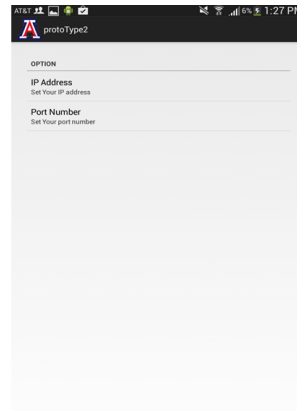 AT&T 6% 1:27 PM
A protoType2
OPTION
IP Address
Set Your IP address
Port Number
Set Your port number